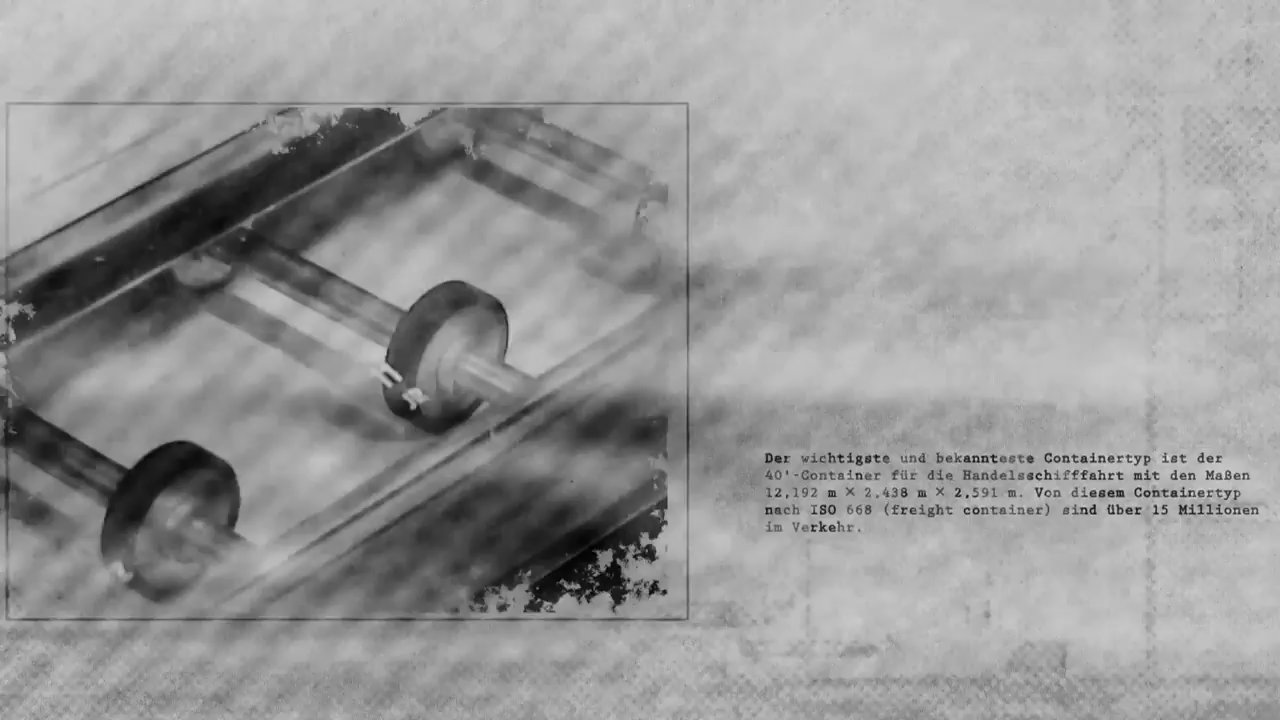 Der wichtigste und bekannteste Containertyp ist der
40'-Container für die Handelsschifffahrt mit den Maßen
12,192 m × 2,438 m × 2,591 m. Von diesem Containertyp
nach ISO 668 (freight container) sind über 15 Millionen
im Verkehr.